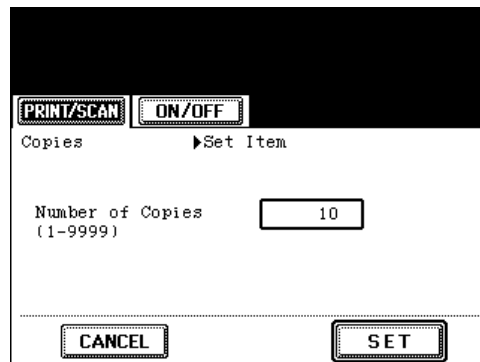 PRINT/SCAN ON/OFF
Copies ▶Set Item
Number of Copies 10
(1-9999)
CANCEL SET